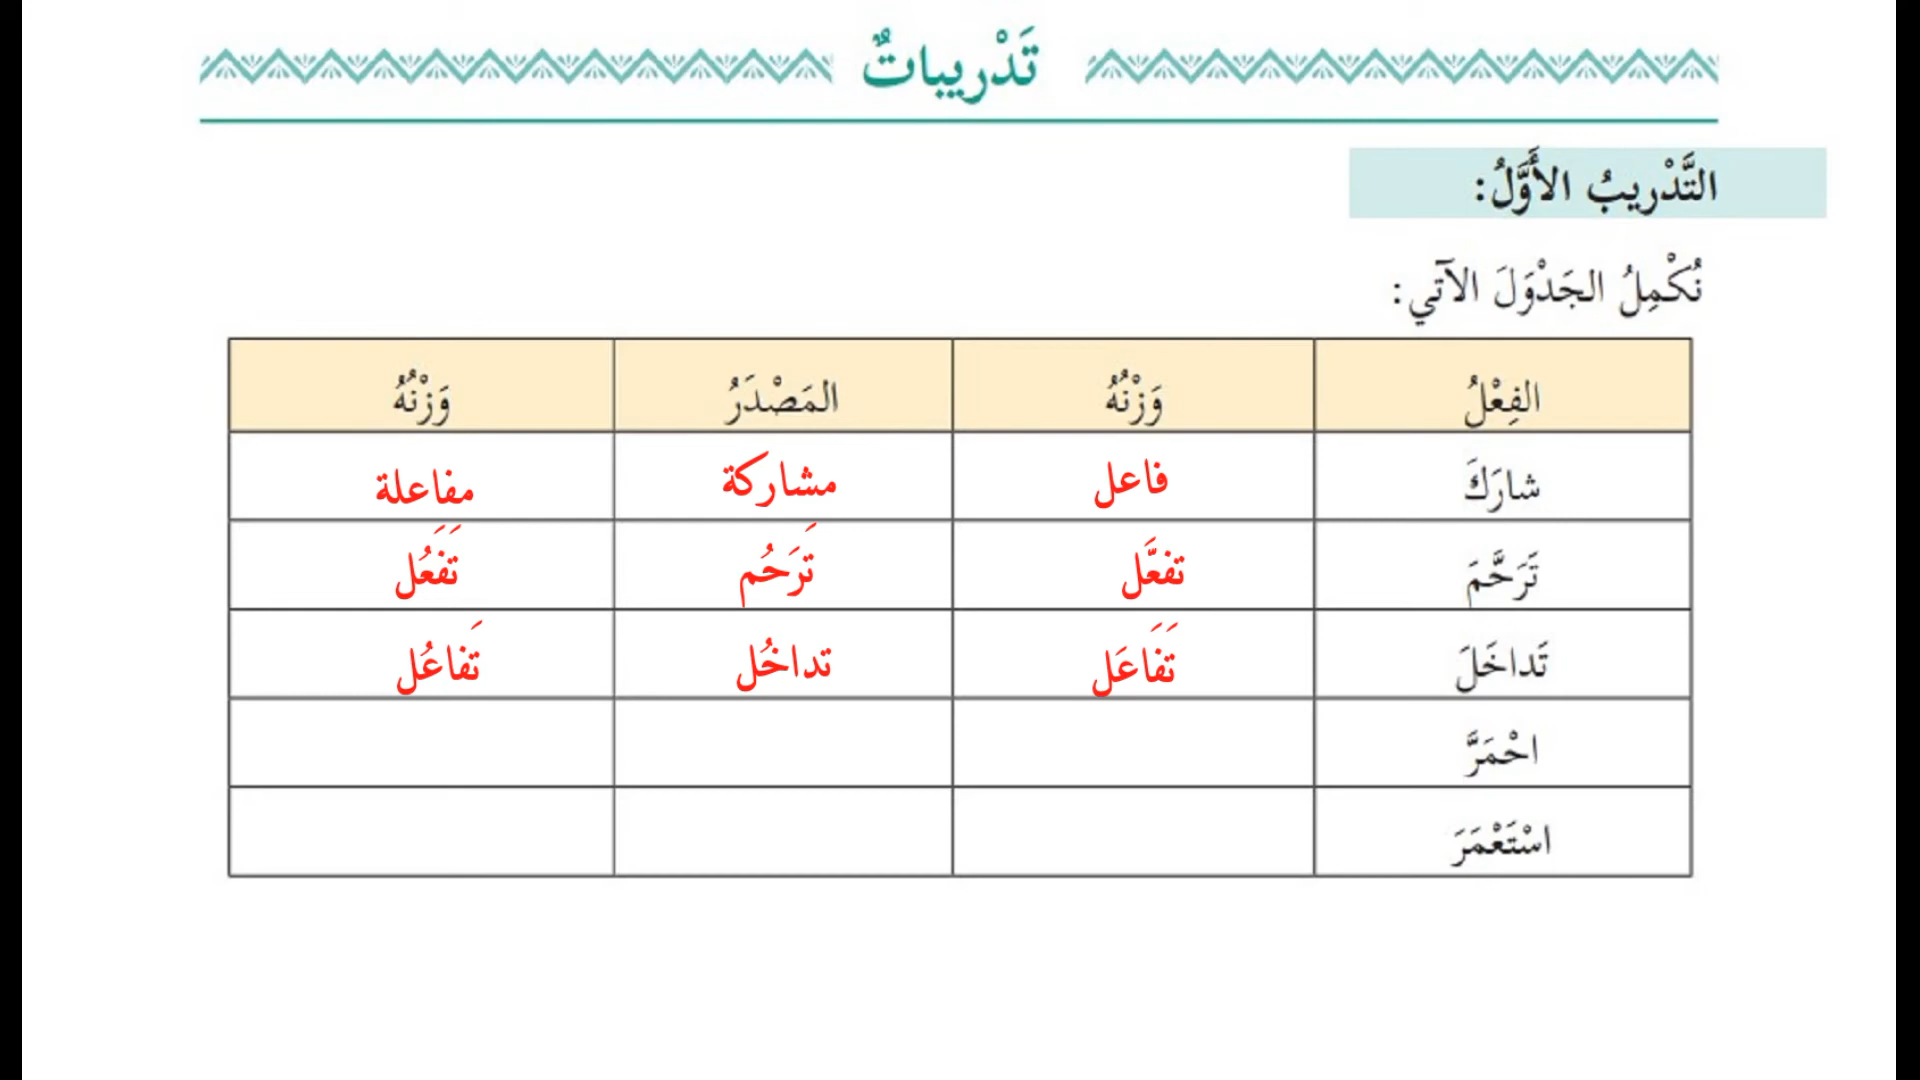 تَدْرِيباتٌ
التَّدْرِيبُ الأَوَّلُ:
نُكْمِلُ الجَدْوَلَ الآتي:
الفِعْلُ وَزْنُهُ المَصْدَرُ وَزْنُهُ
شارَكَ فاعل مشاركة مفاعلة
تَرَحَّمَ تفعَّل تَرَحُم تَفَعُل
تَداخَلَ تَفَاعَل تداخُل تَفاعُل
احْمَرَّ
اسْتَعْمَرَ